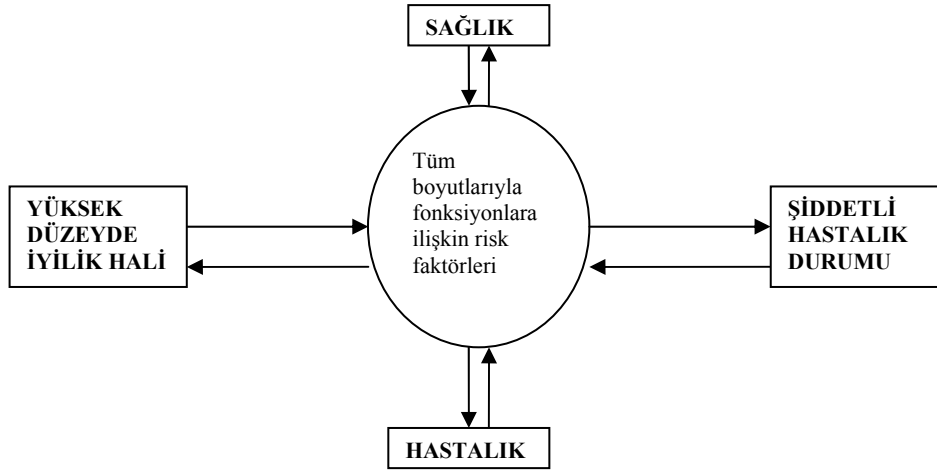 SAĞLIK
YÜKSEK
DÜZEYDE
İYİLİK HALİ
Tüm
boyutlarıyla
fonksiyonlara
ilişkin risk
faktörleri
ŞİDDETLİ
HASTALIK
DURUMU
HASTALIK